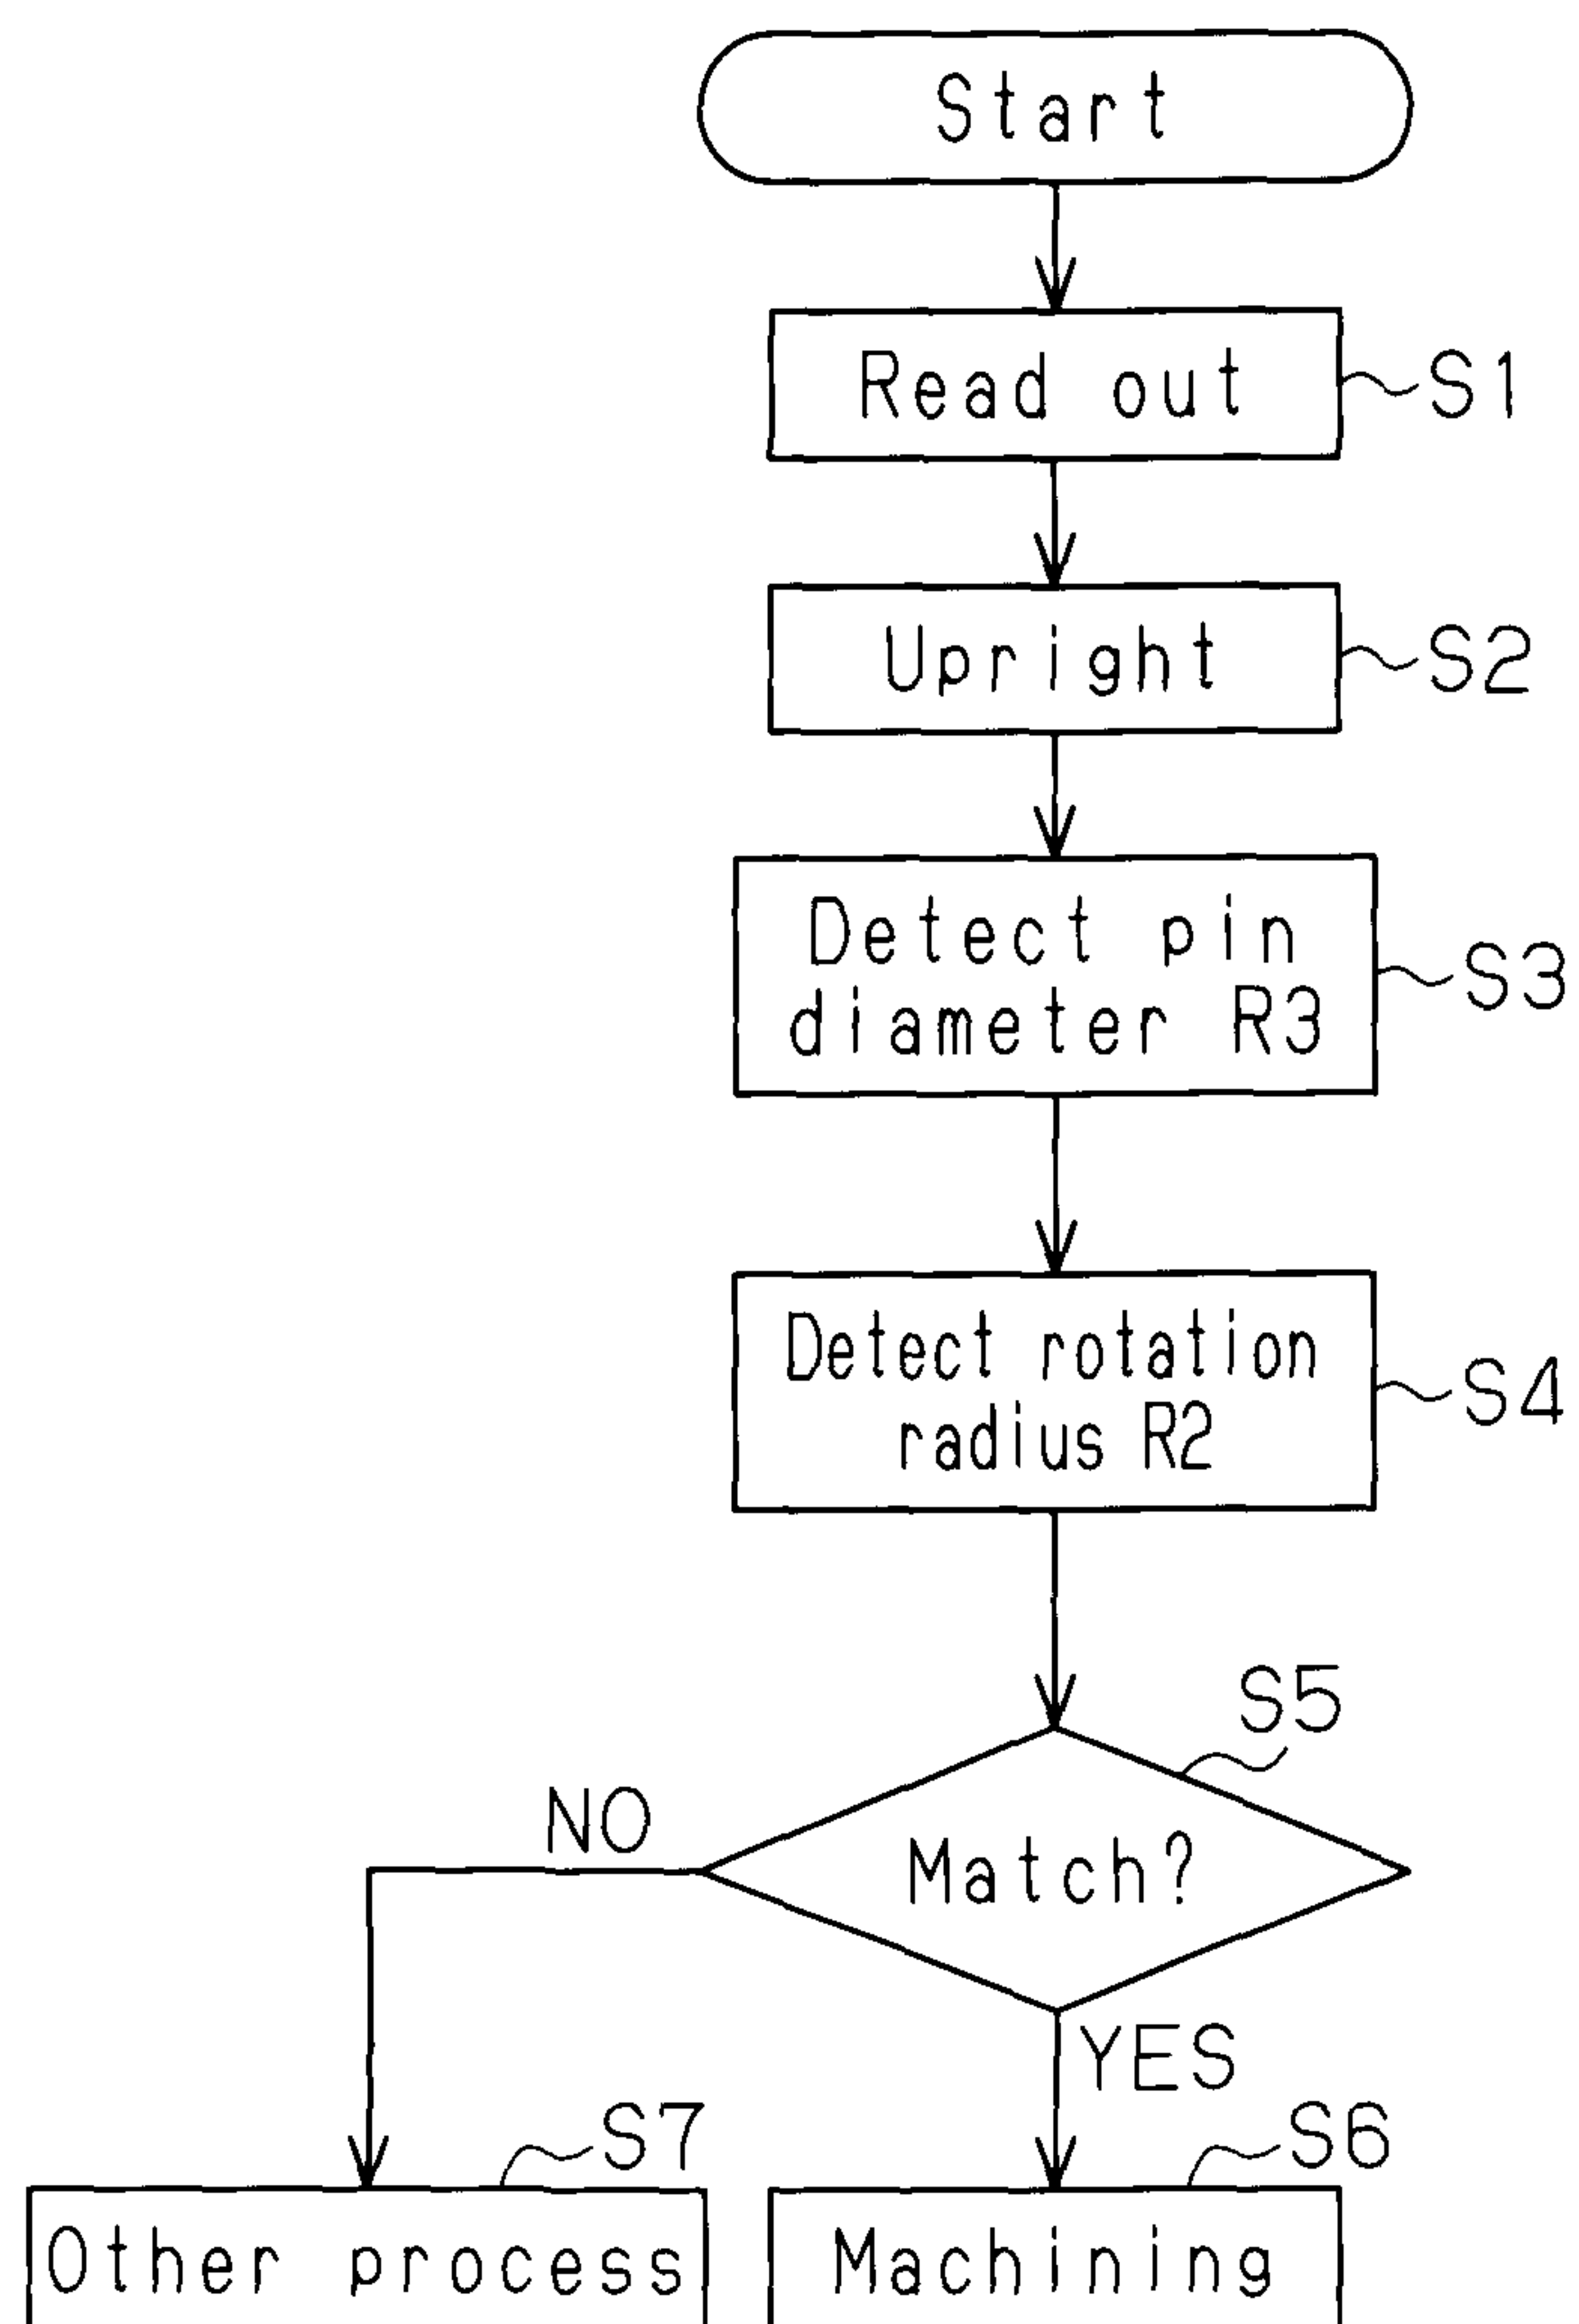 Start
Read out
S1
Upright
S2
Detect pin
diameter R3
S3
Detect rotation
radius R2
S4
S5
NO
Match?
YES
S7
S6
Other process
Machining